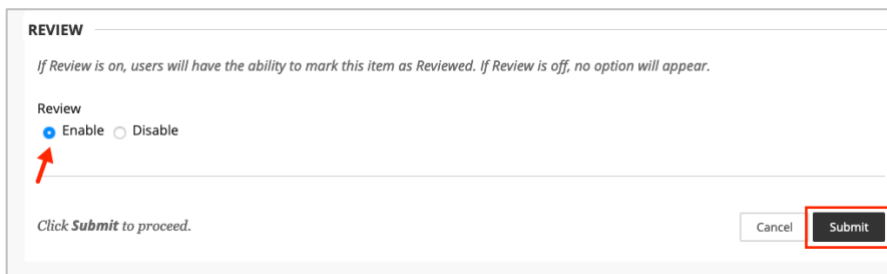 REVIEW
If Review is on, users will have the ability to mark this item as Reviewed. If Review is off, no option will appear.
Review
Enable Disable
Click Submit to proceed.
Cancel Submit